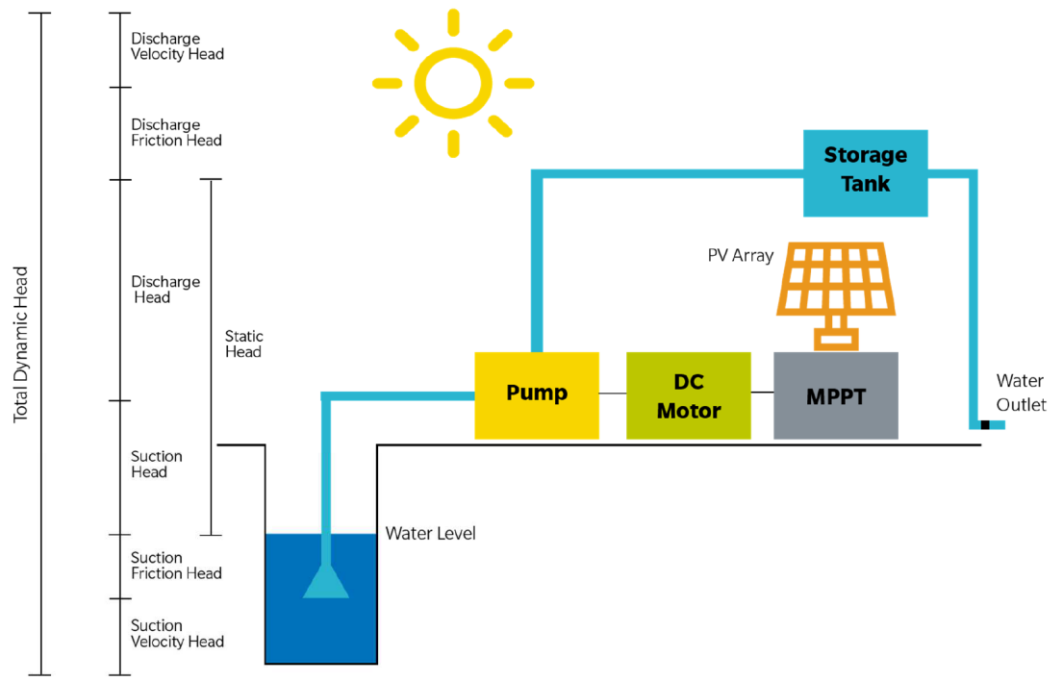 Total Dynamic Head
Discharge
Velocity Head
Discharge
Friction Head
Discharge
Head
Static
Head
Suction
Head
Suction
Friction Head
Suction
Velocity Head
Storage
Tank
PV Array
Pump
DC
Motor
MPPT
Water
Outlet
Water Level